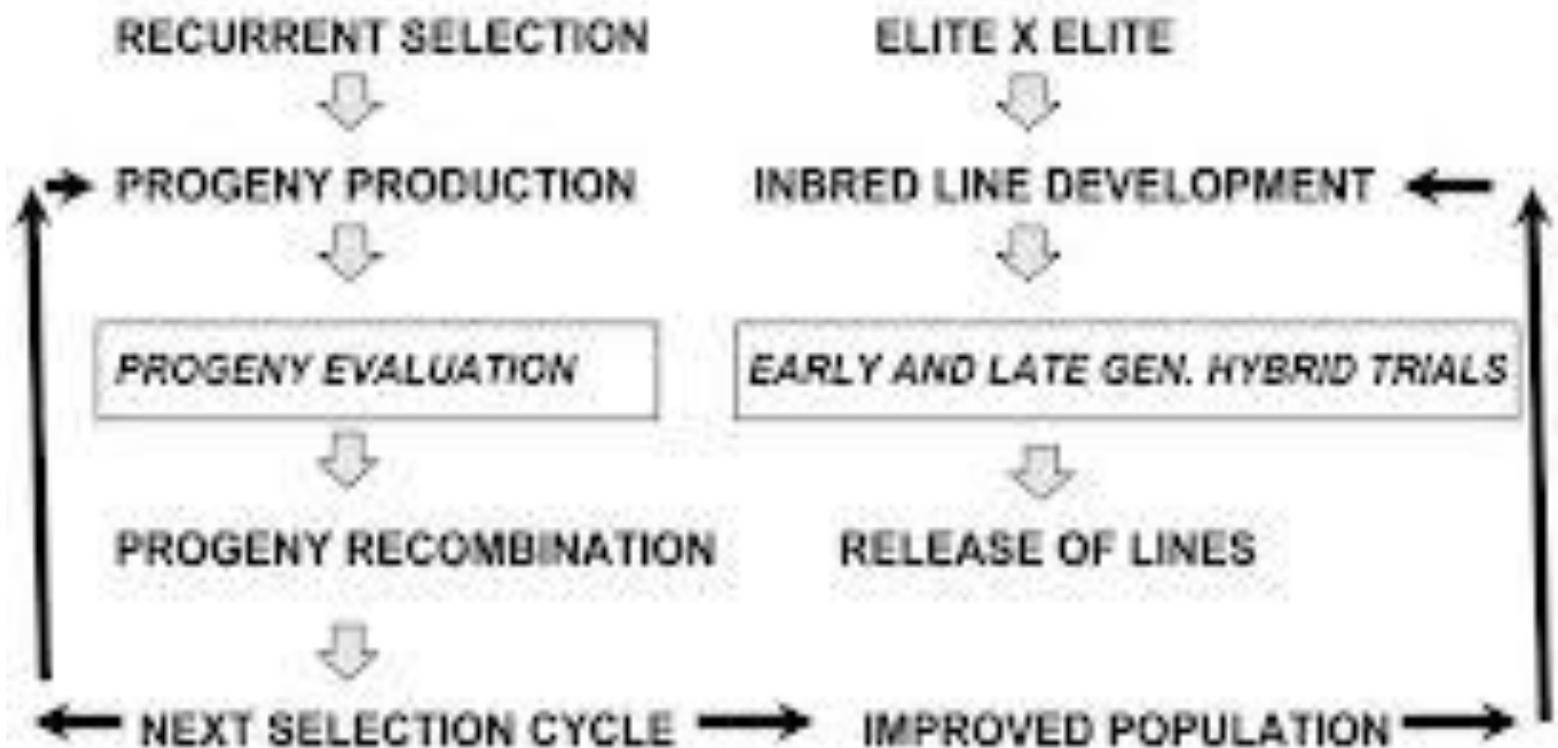 RECURRENT SELECTION
PROGENY PRODUCTION
PROGENY EVALUATION
PROGENY RECOMBINATION
NEXT SELECTION CYCLE
ELITE X ELITE
INBRED LINE DEVELOPMENT
EARLY AND LATE GEN. HYBRID TRIALS
RELEASE OF LINES
IMPROVED POPULATION